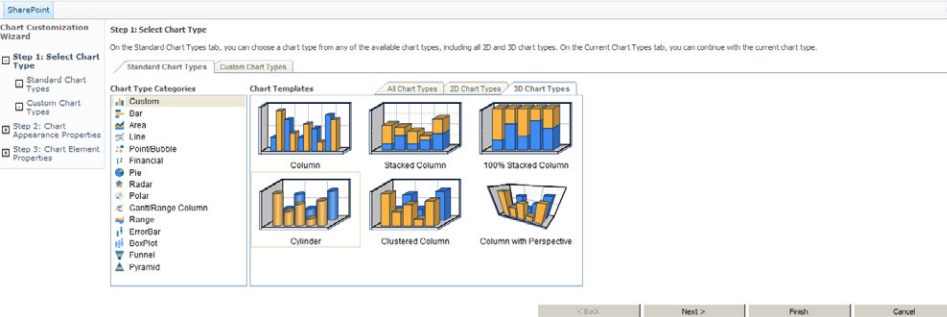 SharePoint
Chart Customization
Wizard
Step 1: Select Chart
Type
Standard Chart
Types
Custom Chart
Types
Step 2: Chart
Appearance Properties
Step 3: Chart Element
Properties
Step 1: Select Chart Type
On the Standard Chart Types tab, you can choose a chart type from any of the available chart types, including all 2D and 3D chart types. On the Current Chart Types tab, you can continue with the current chart type.
Standard Chart Types
Custom Chart Types
Chart Type Categories
Custom
Bar
Area
Line
Point/Bubble
Financial
Pie
Radar
Polar
Gantt/Range Column
Range
ErrorBar
BoxPlot
Funnel
Pyramid
Chart Templates
All Chart Types
2D Chart Types
3D Chart Types
Column
Stacked Column
100% Stacked Column
Cylinder
Clustered Column
Column with Perspective
< Back
Next >
Finish
Cancel